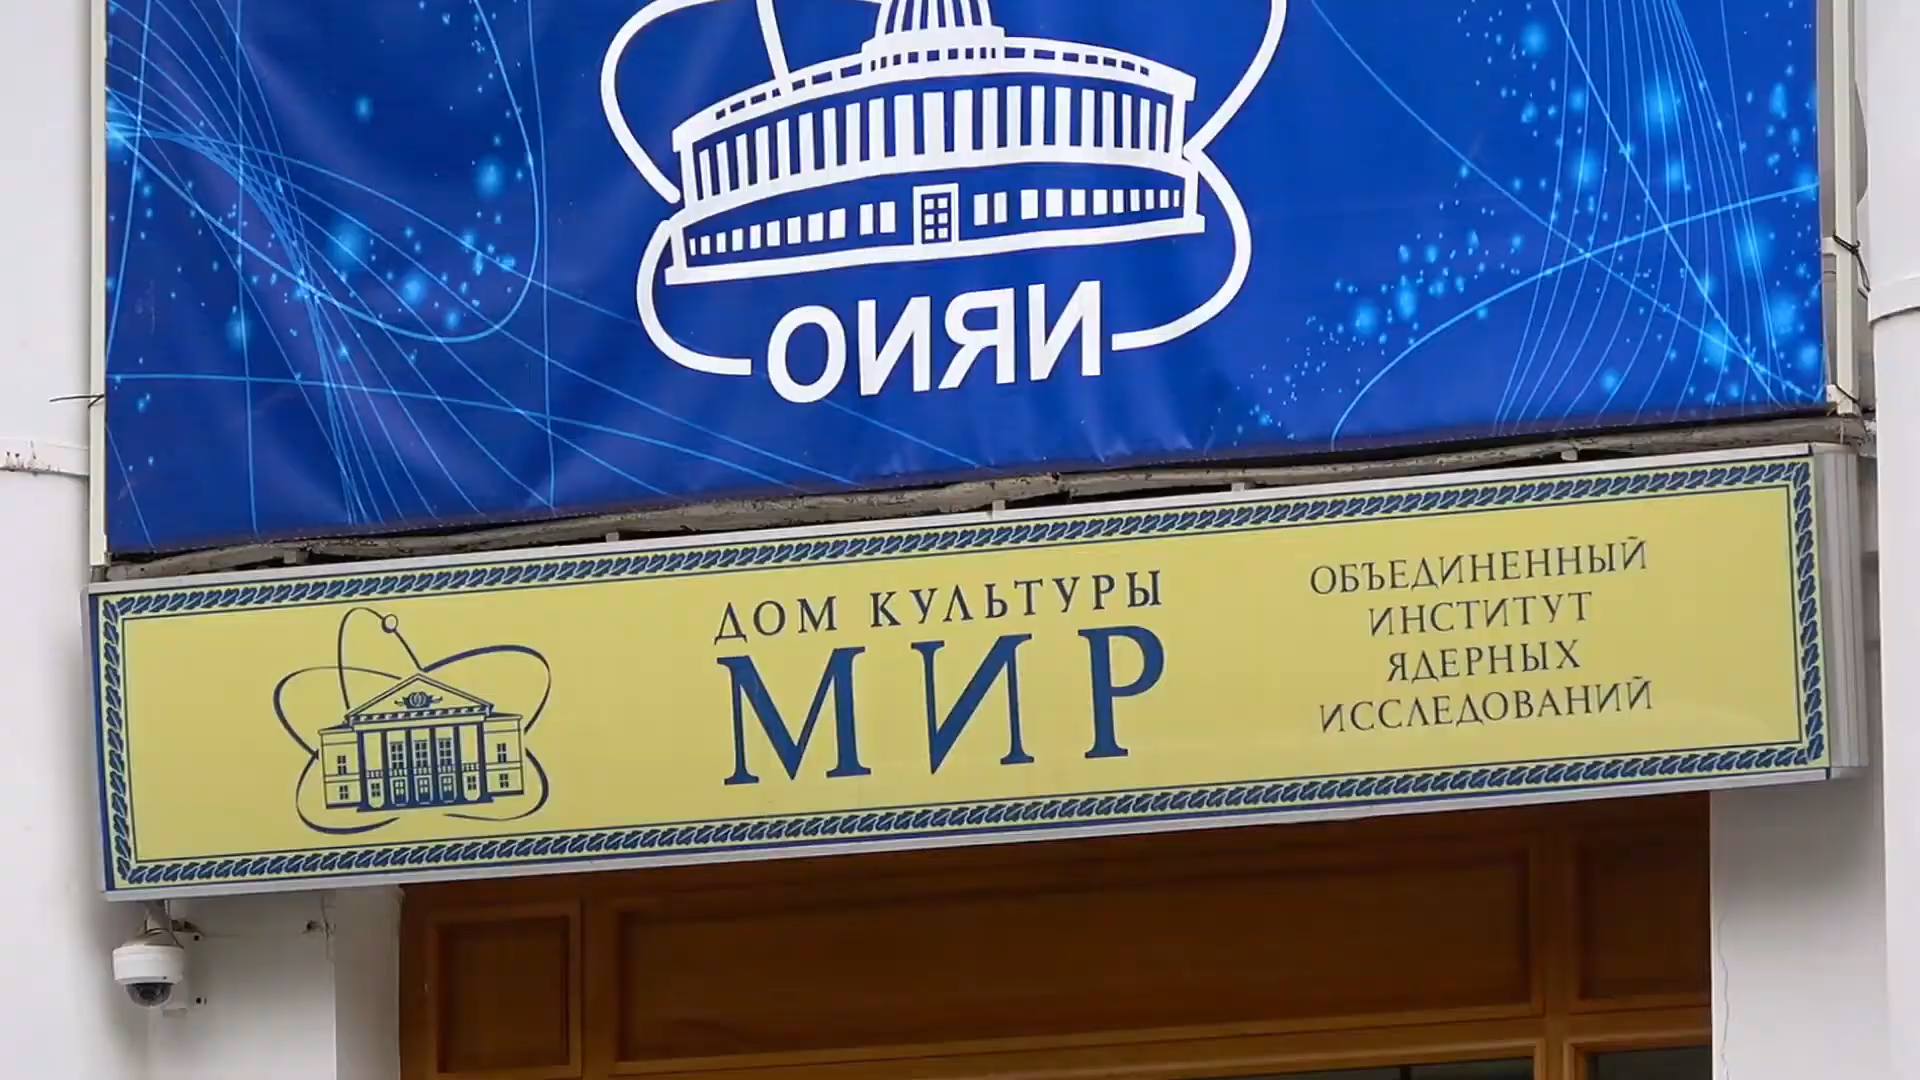 ОИЯИ
ДОМ КУЛЬТУРЫ
МИР
ОБЪЕДИНЕННЫЙ
ИНСТИТУТ
ЯДЕРНЫХ
ИССЛЕДОВАНИЙ